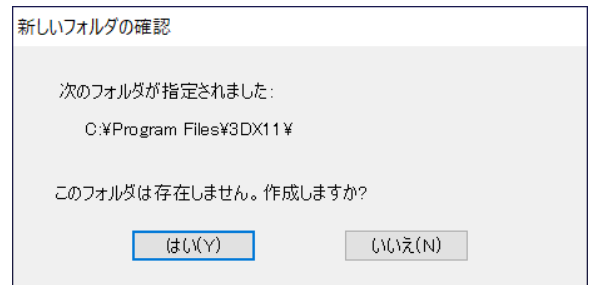 新しいフォルダの確認
次のフォルダが指定されました:
C:¥Program Files¥3DX11¥
このフォルダは存在しません。作成しますか?
はい(Y) いいえ(N)